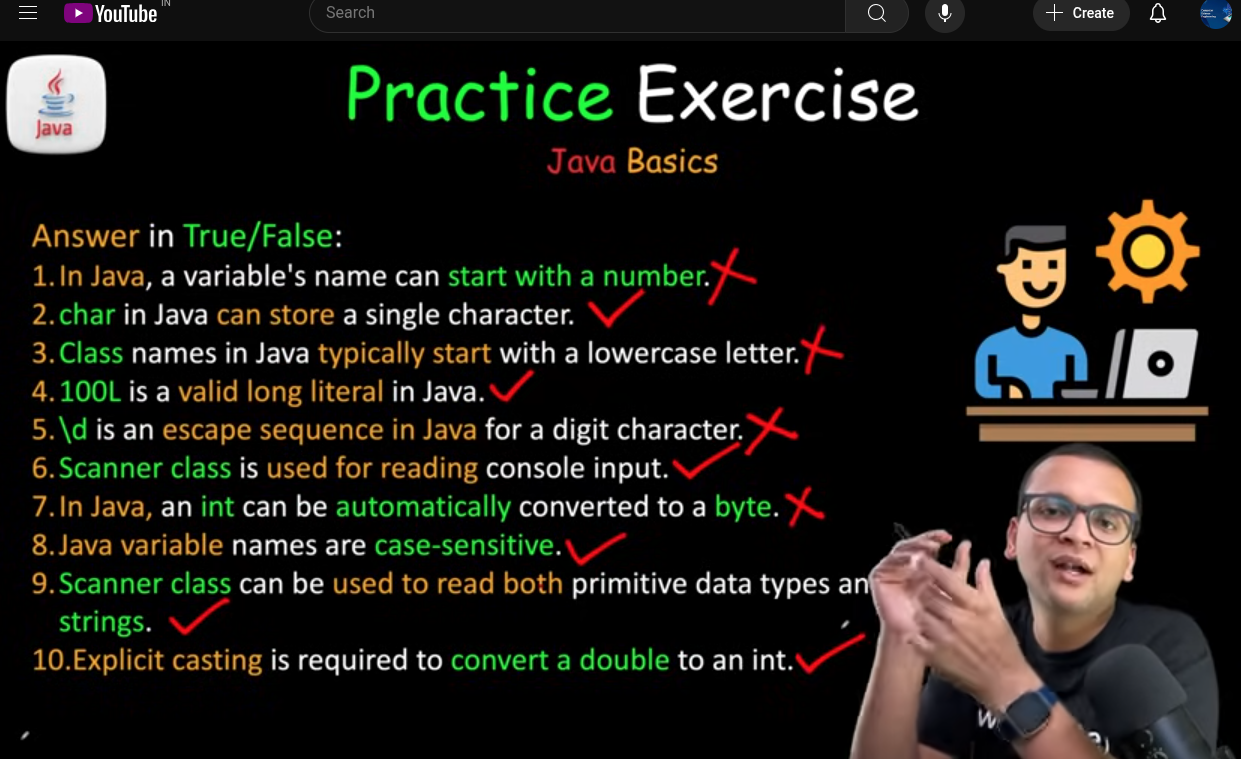 IN
YouTube
Search
Create
Java
Practice Exercise
Java Basics
Answer in True/False:
1. In Java, a variable's name can start with a number.
2. char in Java can store a single character.
3. Class names in Java typically start with a lowercase letter.
4. 100L is a valid long literal in Java.
5. \d is an escape sequence in Java for a digit character.
6. Scanner class is used for reading console input.
7. In Java, an int can be automatically converted to a byte.
8. Java variable names are case-sensitive.
9. Scanner class can be used to read both primitive data types an
strings.
10.Explicit casting is required to convert a double to an int.